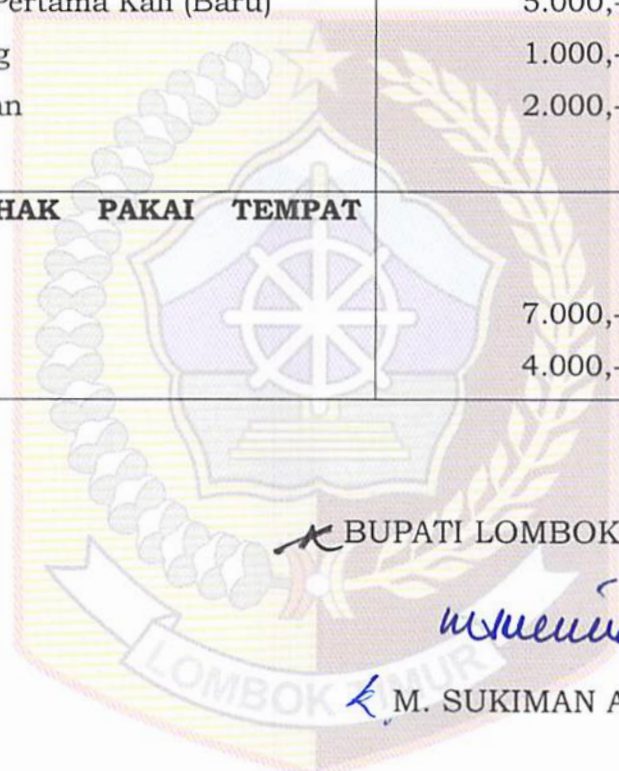 Pertama Kali (Baru) 5.000,-
1.000,-
2.000,-
HAK PAKAI TEMPAT
7.000,-
4.000,-
BUPATI LOMBOK
LOMBOK TIMUR
M. SUKIMAN A